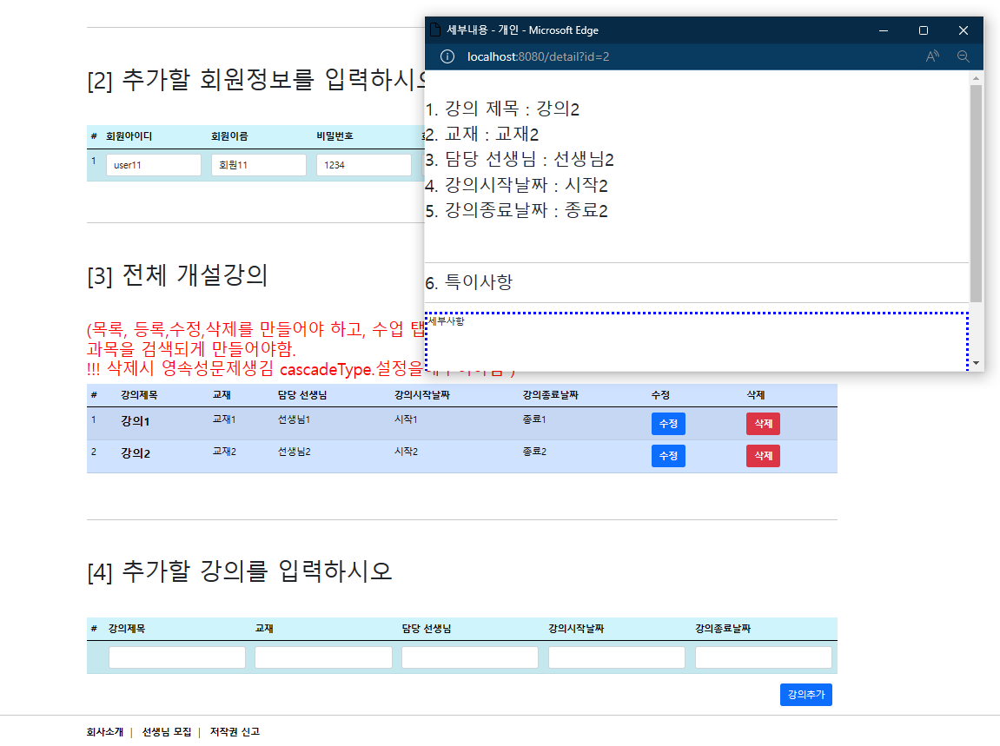 세부내용 - 개인 - Microsoft Edge
localhost:8080/detail?id=2
1. 강의 제목 : 강의2
2. 교재 : 교재2
3. 담당 선생님 : 선생님2
4. 강의시작날짜 : 시작2
5. 강의종료날짜 : 종료2
6. 특이사항
세부사항
[2] 추가할 회원정보를 입력하시
# 회원아이디 회원이름 비밀번호
1 user11 회원11 1234
[3] 전체 개설강의
(목록, 등록,수정,삭제를 만들어야 하고, 수업 탭
과목을 검색되게 만들어야함.
!!! 삭제시 영속성문제생김 cascadeType.설정을
# 강의제목 교재 담당 선생님 강의시작날짜 강의종료날짜 수정 삭제
1 강의1 교재1 선생님1 시작1 종료1 수정 삭제
2 강의2 교재2 선생님2 시작2 종료2 수정 삭제
[4] 추가할 강의를 입력하시오
# 강의제목 교재 담당 선생님 강의시작날짜 강의종료날짜
강의추가
회사소개 | 선생님 모집 | 저작권 신고